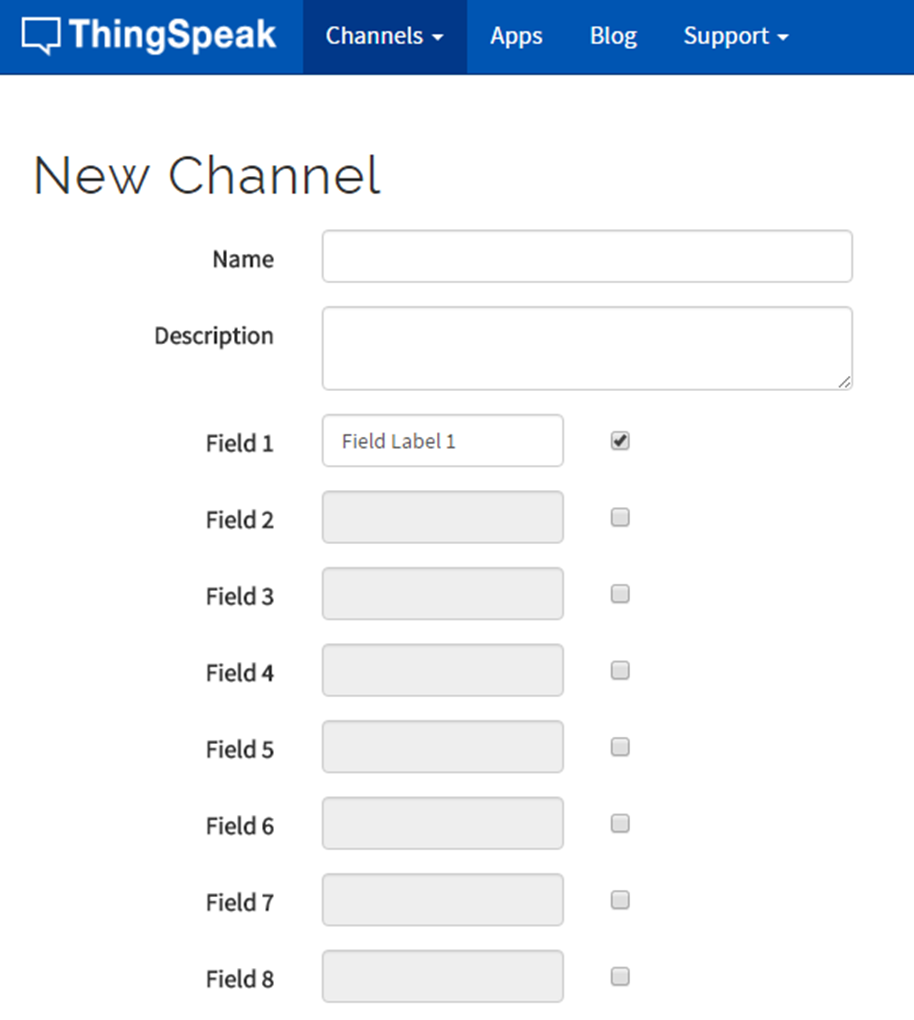 ThingSpeak Channels Apps Blog Support
New Channel
Name
Description
Field 1 Field Label 1
Field 2
Field 3
Field 4
Field 5
Field 6
Field 7
Field 8